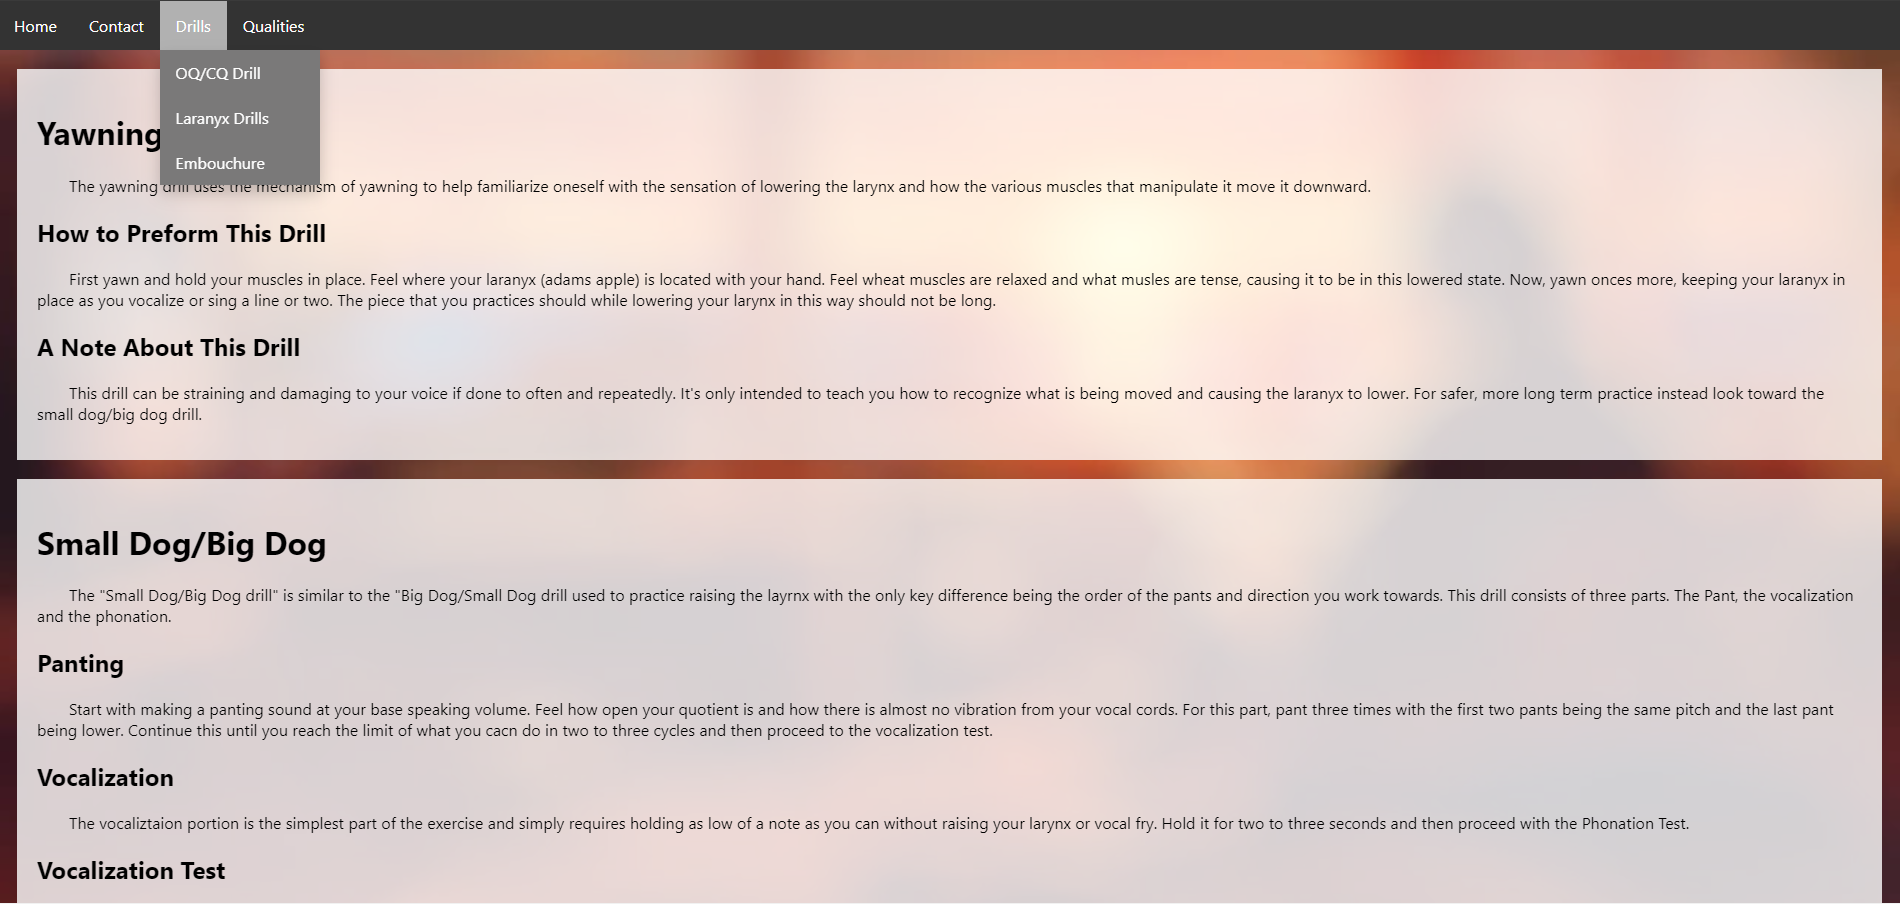 Home Contact Drills Qualities
OQ/CQ Drill
Laranyx Drills
Embouchure
Yawning
The yawning drill uses the mechanism of yawning to help familiarize oneself with the sensation of lowering the larynx and how the various muscles that manipulate it move it downward.
How to Preform This Drill
First yawn and hold your muscles in place. Feel where your laranyx (adams apple) is located with your hand. Feel wheat muscles are relaxed and what musles are tense, causing it to be in this lowered state. Now, yawn onces more, keeping your laranyx in
place as you vocalize or sing a line or two. The piece that you practices should while lowering your larynx in this way should not be long.
A Note About This Drill
This drill can be straining and damaging to your voice if done to often and repeatedly. It's only intended to teach you how to recognize what is being moved and causing the laranyx to lower. For safer, more long term practice instead look toward the
small dog/big dog drill.
Small Dog/Big Dog
The "Small Dog/Big Dog drill" is similar to the "Big Dog/Small Dog drill used to practice raising the layrnx with the only key difference being the order of the pants and direction you work towards. This drill consists of three parts. The Pant, the vocalization
and the phonation.
Panting
Start with making a panting sound at your base speaking volume. Feel how open your quotient is and how there is almost no vibration from your vocal cords. For this part, pant three times with the first two pants being the same pitch and the last pant
being lower. Continue this until you reach the limit of what you cacn do in two to three cycles and then proceed to the vocalization test.
Vocalization
The vocaliztaion portion is the simplest part of the exercise and simply requires holding as low of a note as you can without raising your larynx or vocal fry. Hold it for two to three seconds and then proceed with the Phonation Test.
Vocalization Test